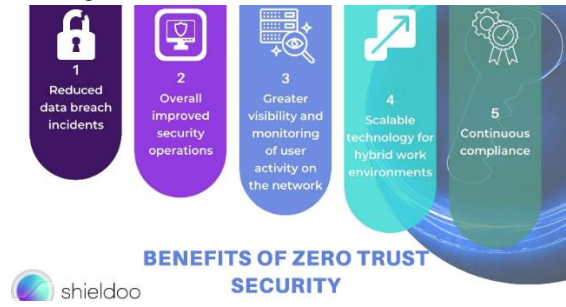 1
Reduced
data breach
incidents
2
Overall
improved
security
operations
3
Greater
visibility and
monitoring
of user
activity on
the network
4
Scalable
technology for
hybrid work
environments
5
Continuous
compliance
BENEFITS OF ZERO TRUST
SECURITY
shieldoo